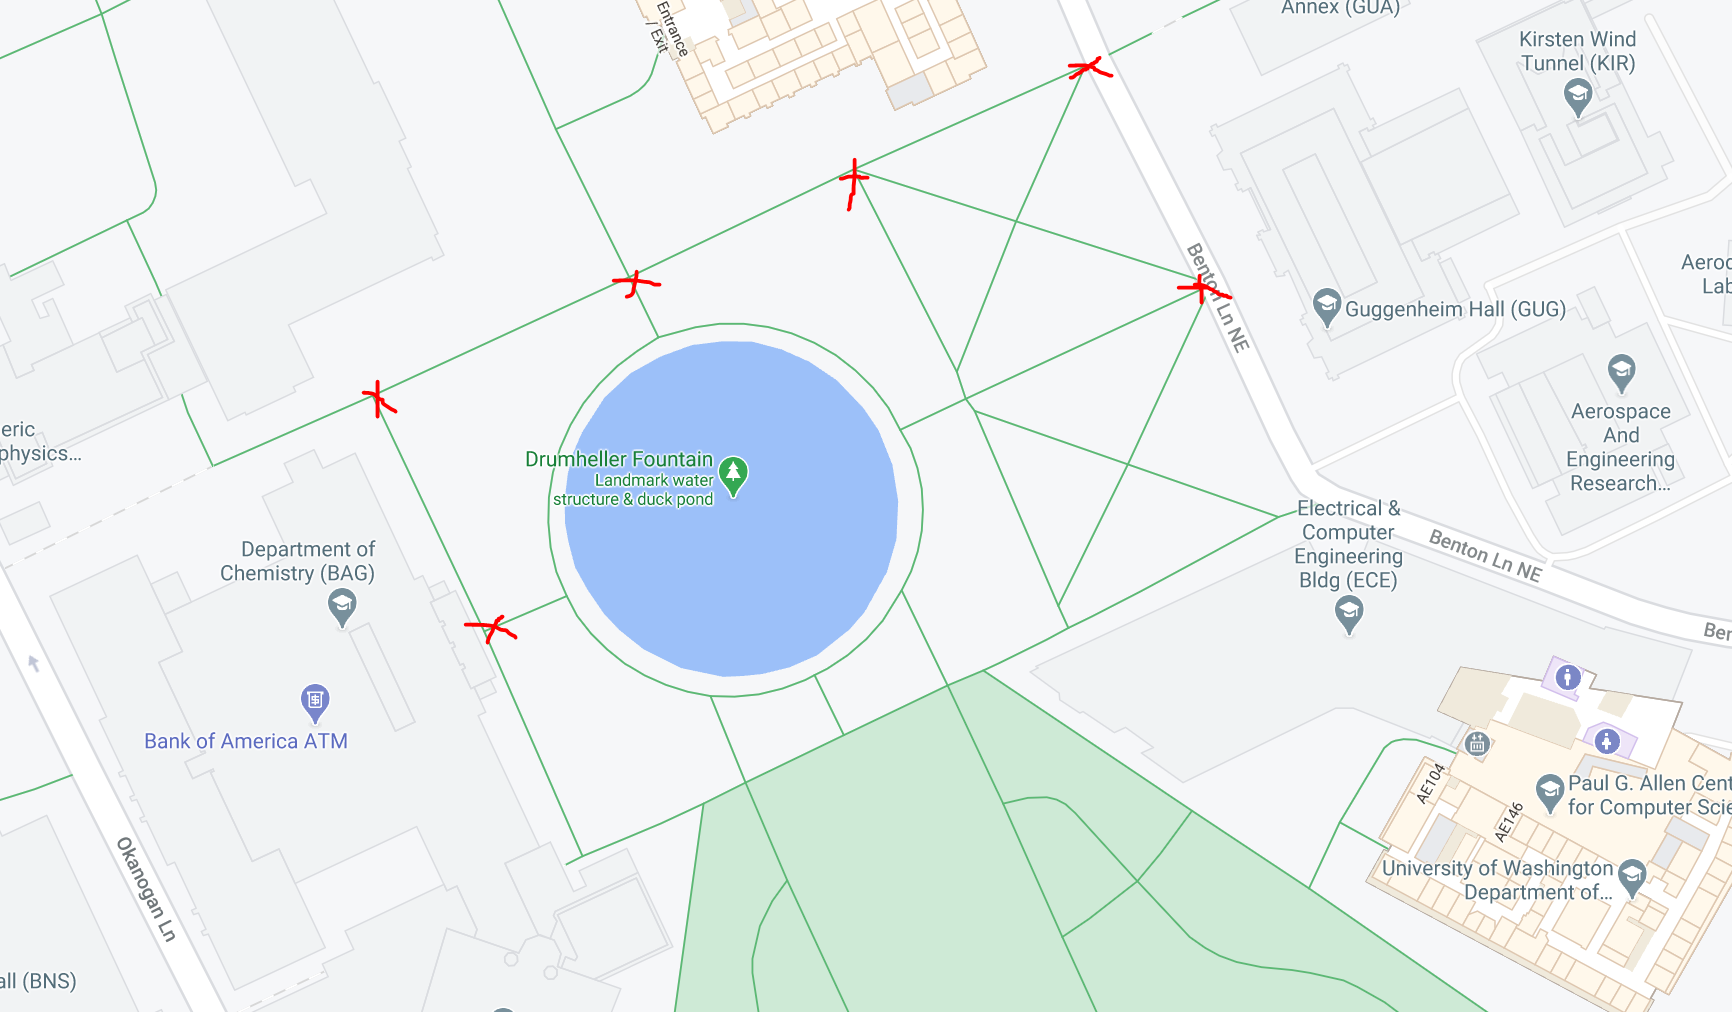 Entrance
/ Exit
Annex (GUA)
Kirsten Wind
Tunnel (KIR)
Benton Ln NE
Guggenheim Hall (GUG)
Aeroc
Lab
Aerospace
And
Engineering
Research...
eric
physics...
Drumheller Fountain
Landmark water
structure & duck pond
Department of
Chemistry (BAG)
Electrical &
Computer
Engineering
Bldg (ECE)
Benton Ln NE
Ben
Bank of America ATM
AE104
AE146
Paul G. Allen Cent
for Computer Scie
University of Washington
Department of...
Okanogan Ln
all (BNS)